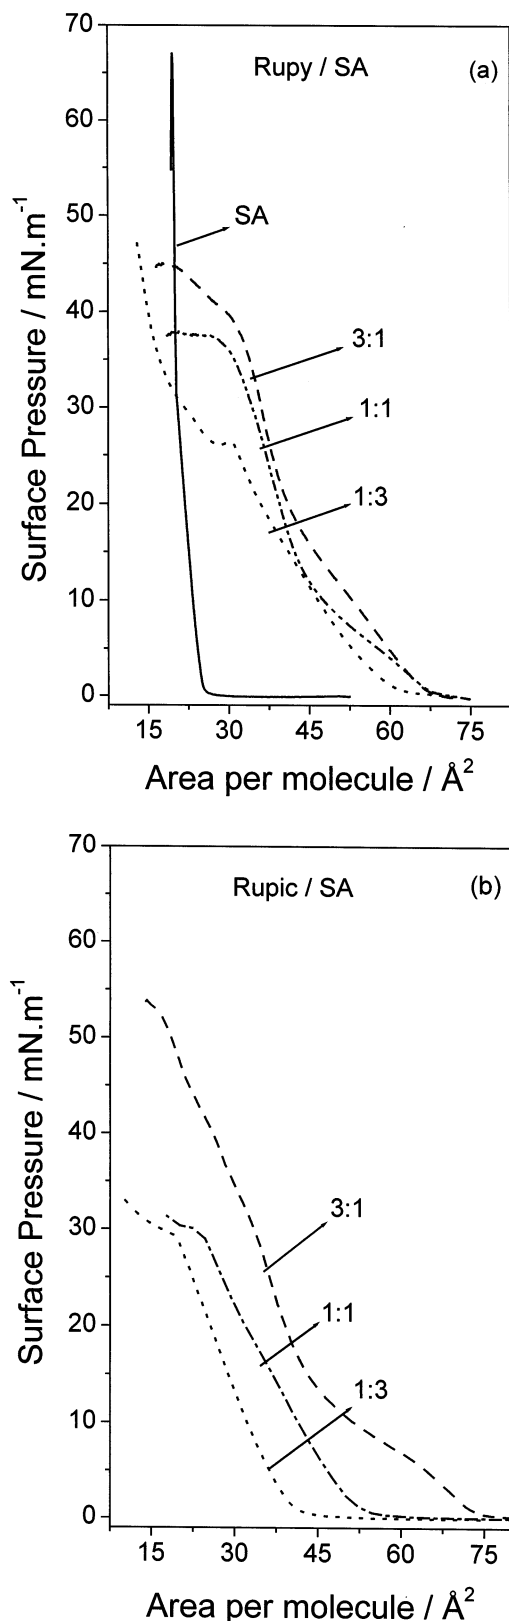 70
Rupy / SA
(a)
60
50
SA
40
3:1
30
1:1
20
1:3
10
0
15 30 45 60 75
Surface Pressure / mN.m⁻¹
Area per molecule / Å²
70
Rupic / SA
(b)
60
50
40
3:1
30
1:1
20
1:3
10
0
15 30 45 60 75
Surface Pressure / mN.m⁻¹
Area per molecule / Å²